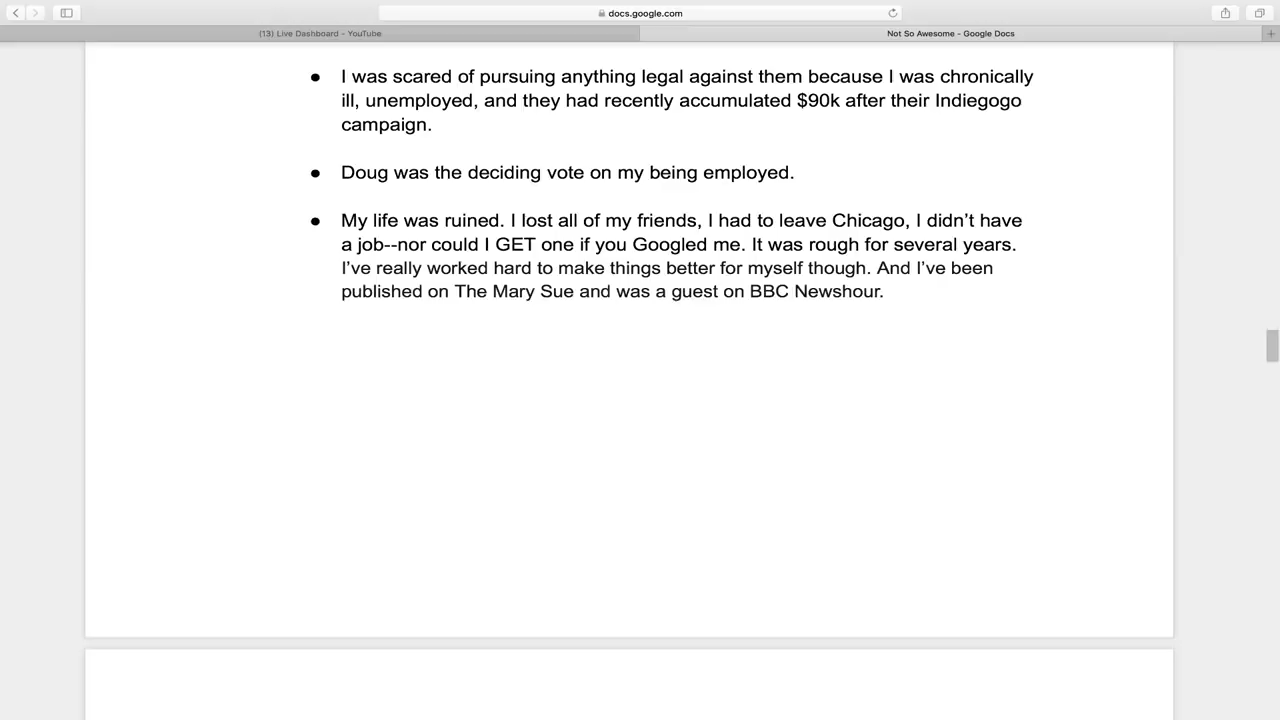 docs.google.com
(13) Live Dashboard - YouTube
Not So Awesome - Google Docs
● I was scared of pursuing anything legal against them because I was chronically
ill, unemployed, and they had recently accumulated $90k after their Indiegogo
campaign.
● Doug was the deciding vote on my being employed.
● My life was ruined. I lost all of my friends, I had to leave Chicago, I didn’t have
a job--nor could I GET one if you Googled me. It was rough for several years.
I’ve really worked hard to make things better for myself though. And I’ve been
published on The Mary Sue and was a guest on BBC Newshour.